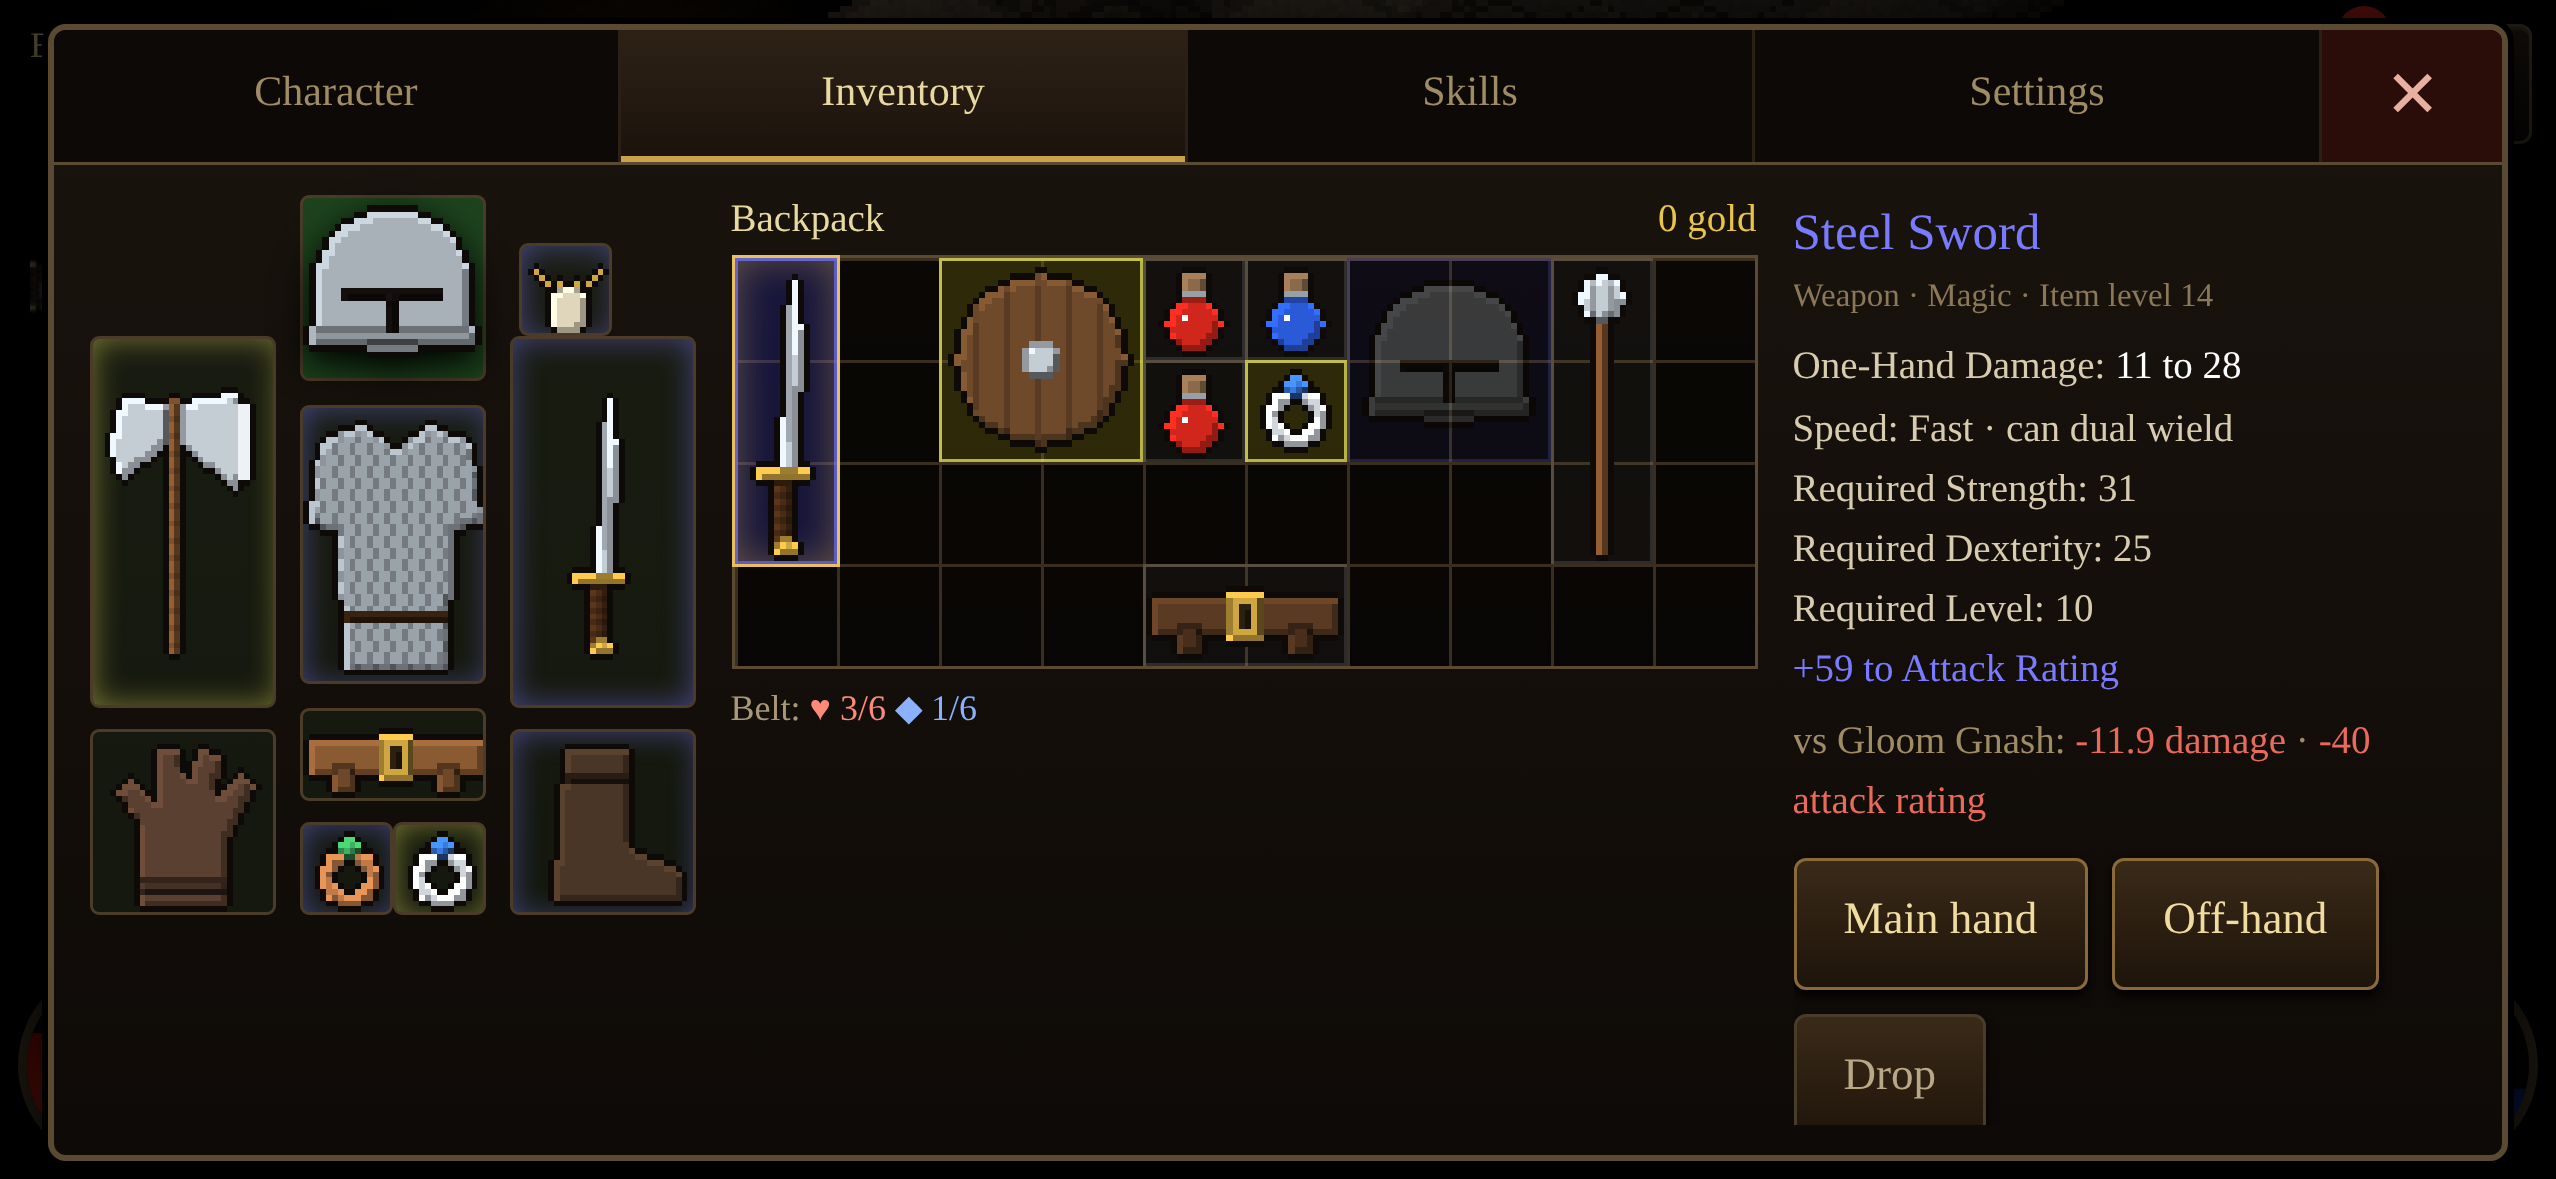 Character
Inventory
Skills
Settings
✕
Backpack
0 gold
Belt: ♥ 3/6 ◆ 1/6
Steel Sword
Weapon · Magic · Item level 14
One-Hand Damage: 11 to 28
Speed: Fast · can dual wield
Required Strength: 31
Required Dexterity: 25
Required Level: 10
+59 to Attack Rating
vs Gloom Gnash: -11.9 damage · -40
attack rating
Main hand
Off-hand
Drop